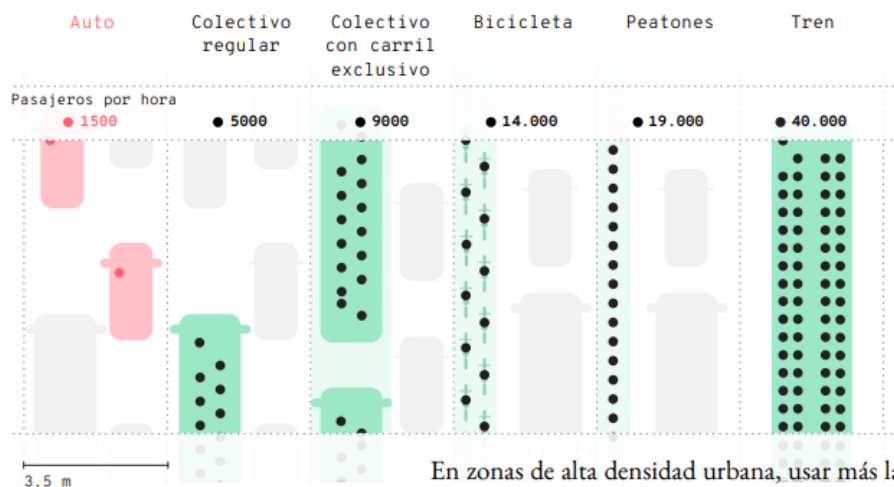 Auto
Colectivo
regular
Colectivo
con carril
exclusivo
Bicicleta
Peatones
Tren
Pasajeros por hora
1500
5000
9000
14.000
19.000
40.000
3.5 m
En zonas de alta densidad urbana, usar más la